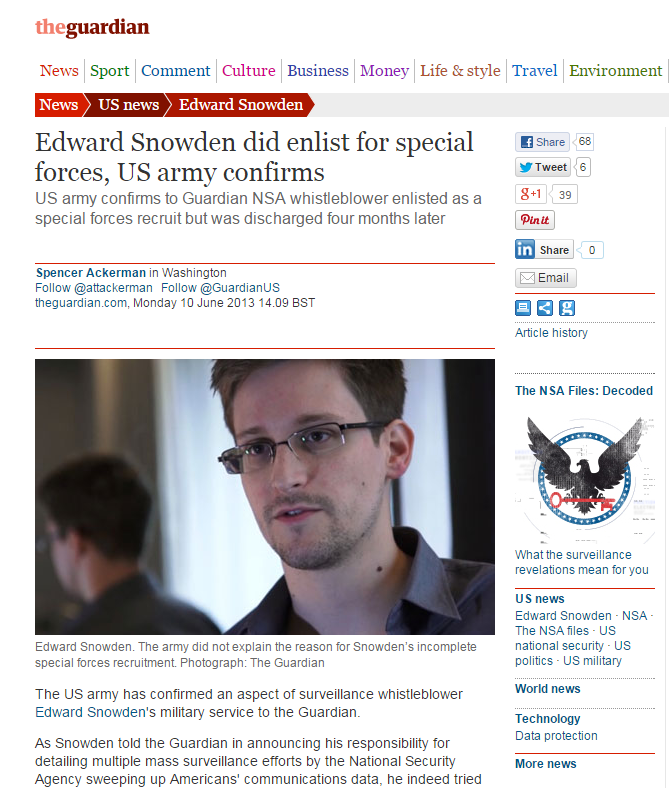 theguardian
News Sport Comment Culture Business Money Life & style Travel Environment
News US news Edward Snowden
Edward Snowden did enlist for special
forces, US army confirms
US army confirms to Guardian NSA whistleblower enlisted as a
special forces recruit but was discharged four months later
Spencer Ackerman in Washington
Follow @attackerman Follow @GuardianUS
theguardian.com, Monday 10 June 2013 14.09 BST
Edward Snowden. The army did not explain the reason for Snowden's incomplete
special forces recruitment. Photograph: The Guardian
The US army has confirmed an aspect of surveillance whistleblower
Edward Snowden's military service to the Guardian.
As Snowden told the Guardian in announcing his responsibility for
detailing multiple mass surveillance efforts by the National Security
Agency sweeping up Americans' communications data, he indeed tried
f Share 68
Tweet 6
g+1 39
Pin it
in Share 0
Email
g
Article history
The NSA Files: Decoded
What the surveillance
revelations mean for you
US news
Edward Snowden · NSA ·
The NSA files · US
national security · US
politics · US military
World news
Technology
Data protection
More news